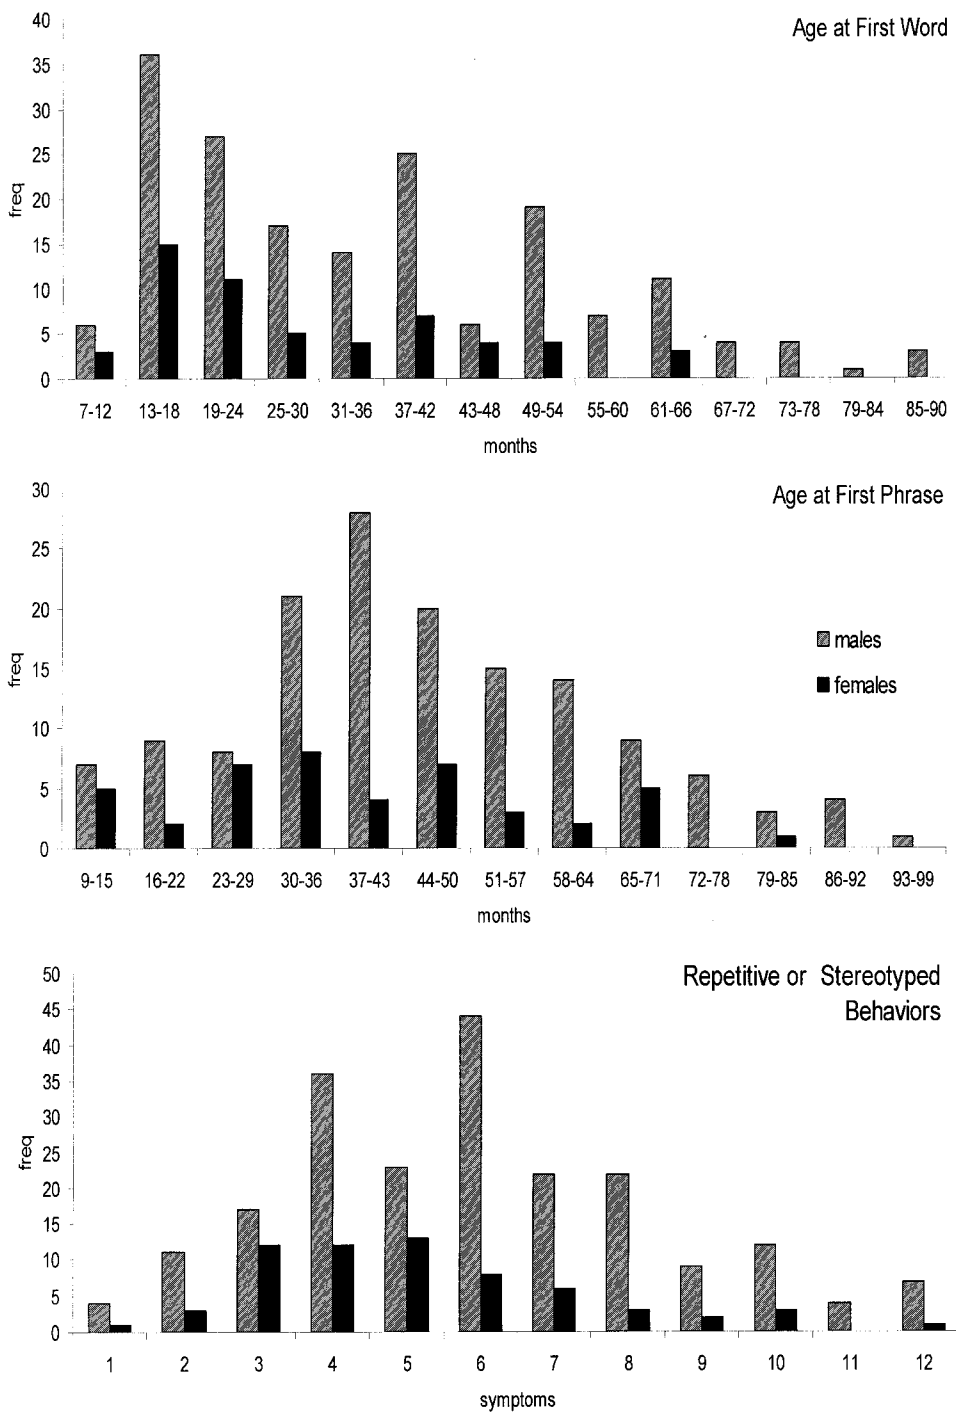 Age at First Word
40
35
30
25
20
15
10
5
0
freq
7-12 13-18 19-24 25-30 31-36 37-42 43-48 49-54 55-60 61-66 67-72 73-78 79-84 85-90
months
Age at First Phrase
30
25
20
15
10
5
0
freq
males
females
9-15 16-22 23-29 30-36 37-43 44-50 51-57 58-64 65-71 72-78 79-85 86-92 93-99
months
Repetitive or Stereotyped
Behaviors
50
45
40
35
30
25
20
15
10
5
0
freq
1 2 3 4 5 6 7 8 9 10 11 12
symptoms